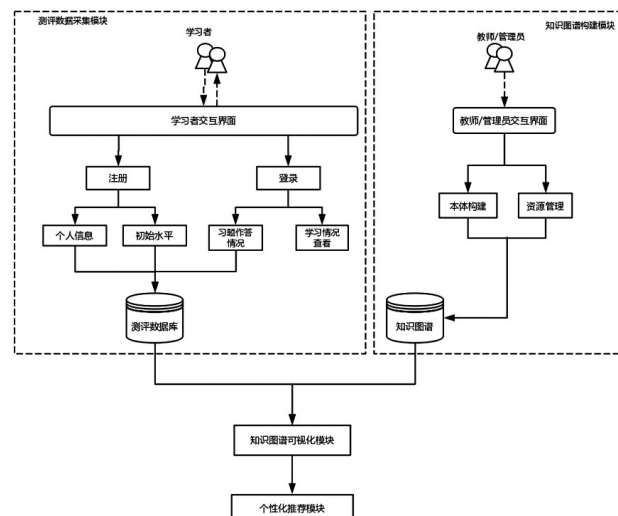 测评数据采集模块
知识图谱构建模块
学习者
教师/管理员
学习者交互界面
教师/管理员交互界面
注册
登录
本体构建
资源管理
个人信息
初始水平
习题作答
情况
学习情况
查看
测评数据库
知识图谱
知识图谱可视化模块
个性化推荐模块